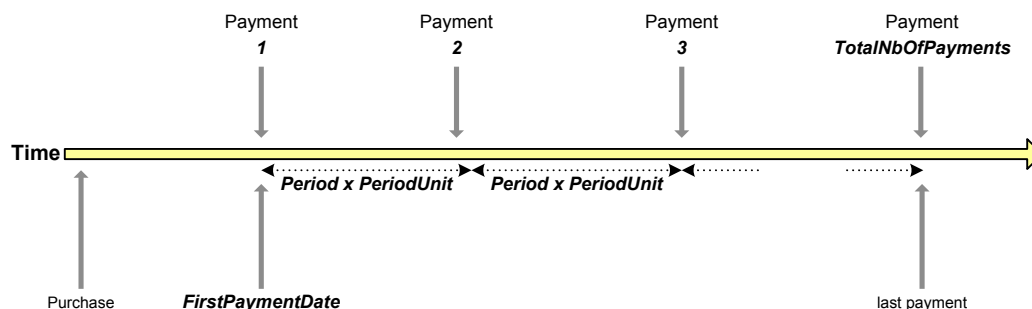 Payment
1
Payment
2
Payment
3
Payment
TotalNbOfPayments
Time
Period x PeriodUnit
Period x PeriodUnit
Purchase
FirstPaymentDate
last payment